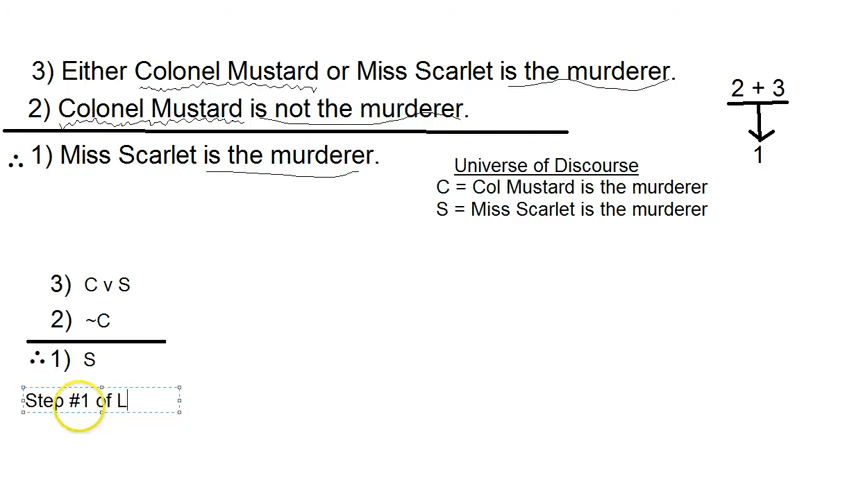 3) Either Colonel Mustard or Miss Scarlet is the murderer.
2) Colonel Mustard is not the murderer.
∴ 1) Miss Scarlet is the murderer.
2 + 3
1
Universe of Discourse
C = Col Mustard is the murderer
S = Miss Scarlet is the murderer
3) C v S
2) ~C
∴ 1) S
Step #1 of L